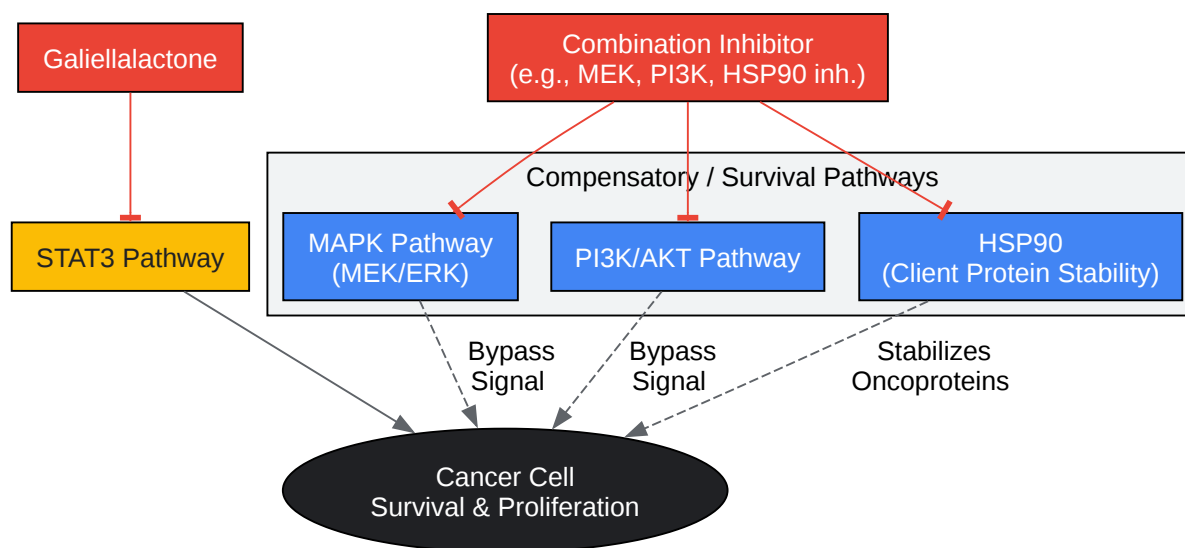 Galiellalactone
Combination Inhibitor
(e.g., MEK, PI3K, HSP90 inh.)
Compensatory / Survival Pathways
STAT3 Pathway
MAPK Pathway
(MEK/ERK)
PI3K/AKT Pathway
HSP90
(Client Protein Stability)
Bypass
Signal
Bypass
Signal
Stabilizes
Oncoproteins
Cancer Cell
Survival & Proliferation